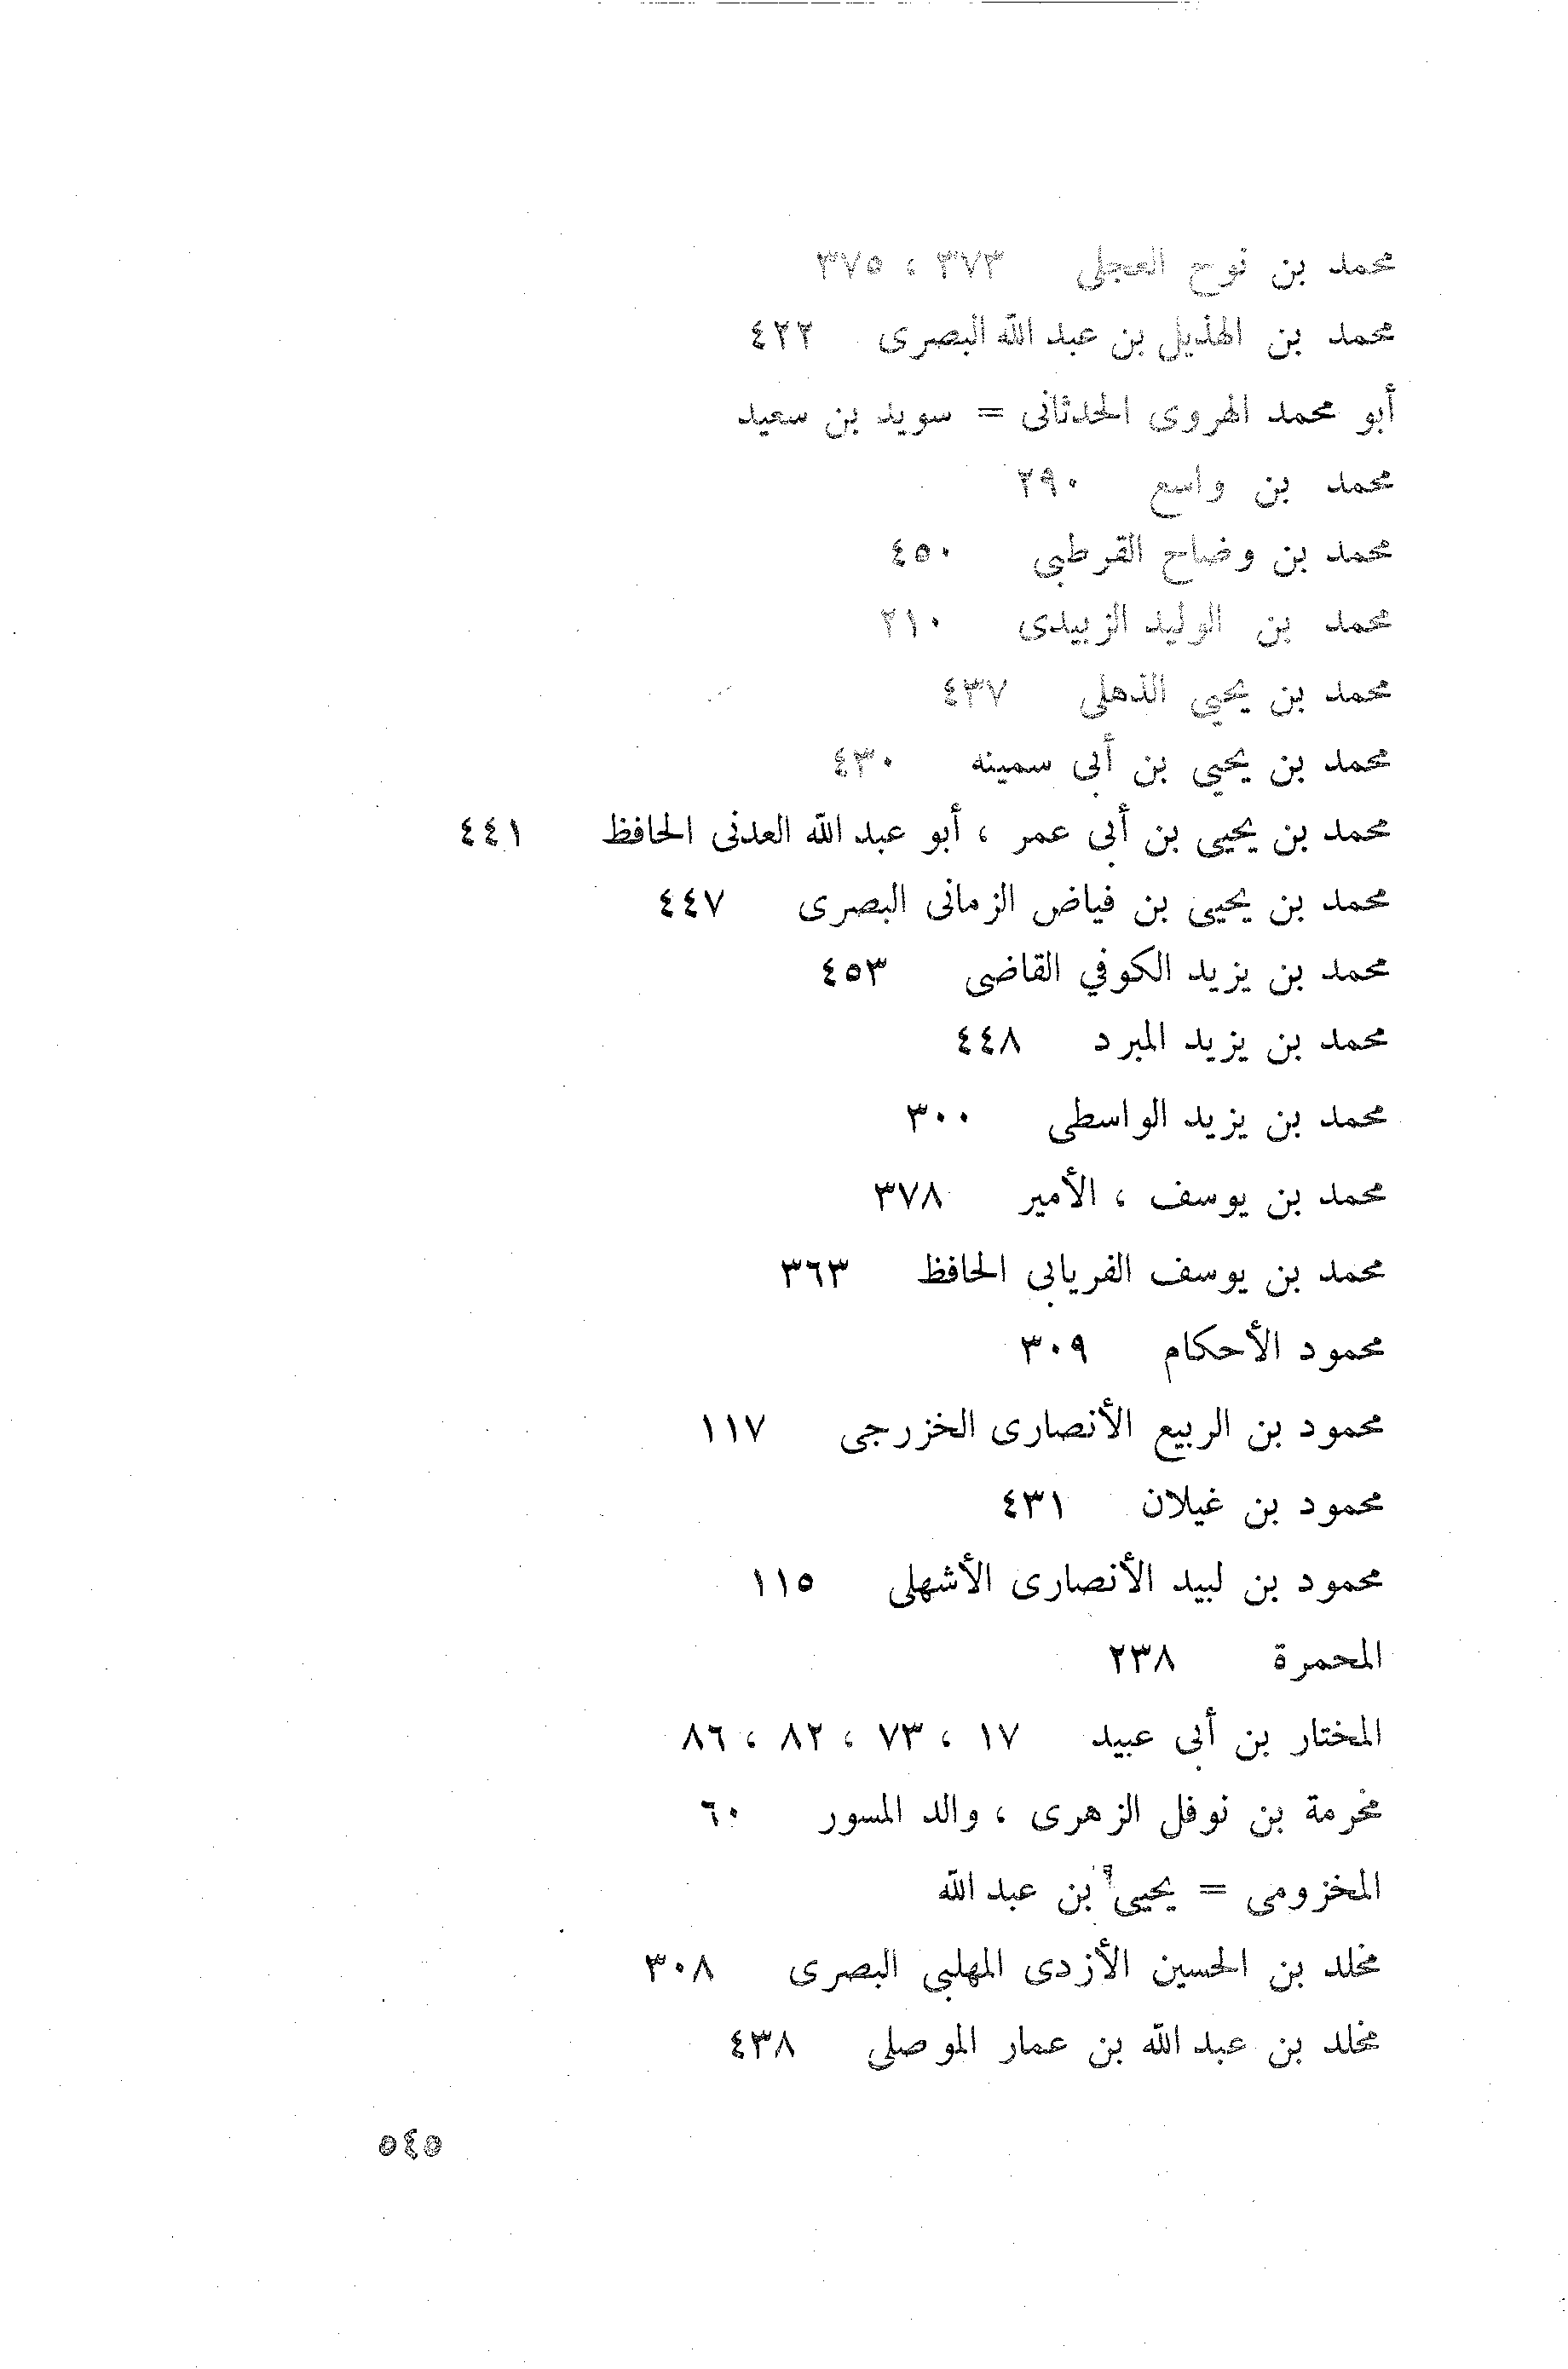 محمد بن نوح العجلى ٣٧٣ ، ٣٧٥
محمد بن الهذيل بن عبد الله البصرى ٤٢٢
أبو محمد الهروى الحدثانى = سويد بن سعيد
محمد بن واسع ٢٩٠
محمد بن وضاح القرطبى ٤٥٠
محمد بن الوليد الزبيدى ٢١٠
محمد بن يحيى الذهلى ٤٣٧
محمد بن يحيى بن أبى سمينه ٤٣٠
محمد بن يحيى بن أبى عمر ، أبو عبد الله العدنى الحافظ ٤٤١
محمد بن يحيى بن فياض الزمانى البصرى ٤٤٧
محمد بن يزيد الكوفي القاضى ٤٥٣
محمد بن يزيد المبرد ٤٤٨
محمد بن يزيد الواسطى ٣٠٠
محمد بن يوسف ، الأمير ٣٧٨
محمد بن يوسف الفريابى الحافظ ٣٦٣
محمود الأحكام ٣٠٩
محمود بن الربيع الأنصارى الخزرجى ١١٧
محمود بن غيلان ٤٣١
محمود بن لبيد الأنصارى الأشهلى ١١٥
المحمرة ٢٣٨
المختار بن أبى عبيد ١٧ ، ٧٣ ، ٨٢ ، ٨٦
مخرمة بن نوفل الزهرى ، والد المسور ٦٠
المخزومى = يحيى بن عبد الله
مخلد بن الحسين الأزدى المهلبى البصرى ٣٠٨
مخلد بن عبد الله بن عمار الموصلى ٤٣٨
٥٤٥